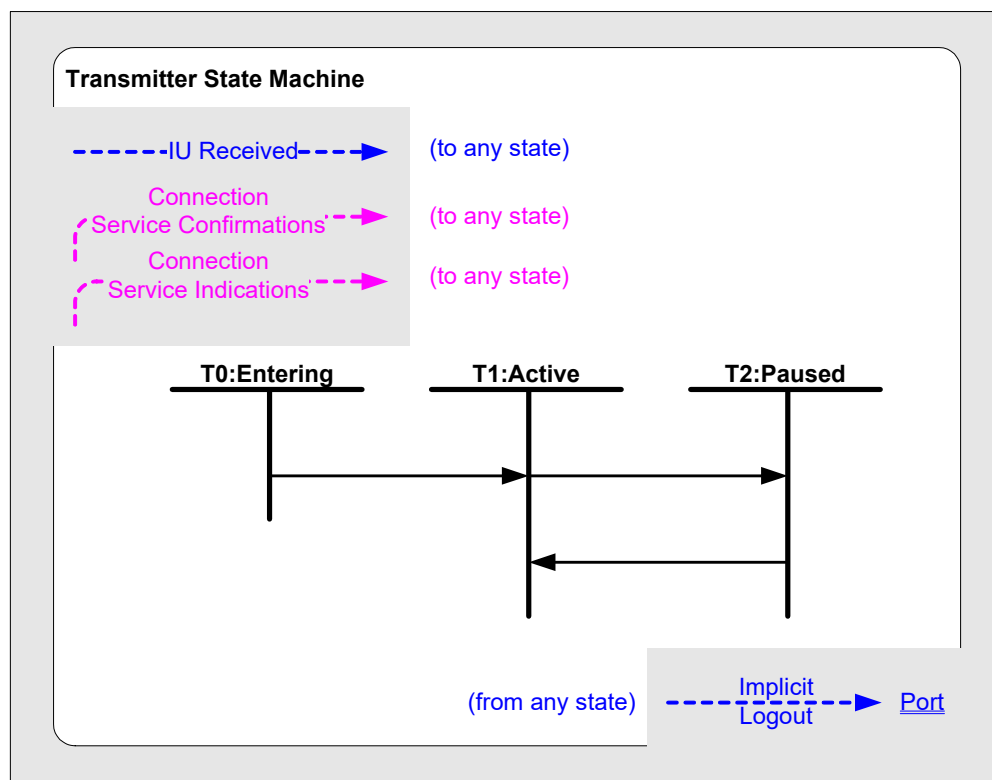 Transmitter State Machine
IU Received
(to any state)
Connection
Service Confirmations
(to any state)
Connection
Service Indications
(to any state)
T0:Entering
T1:Active
T2:Paused
(from any state)
Implicit
Logout
Port